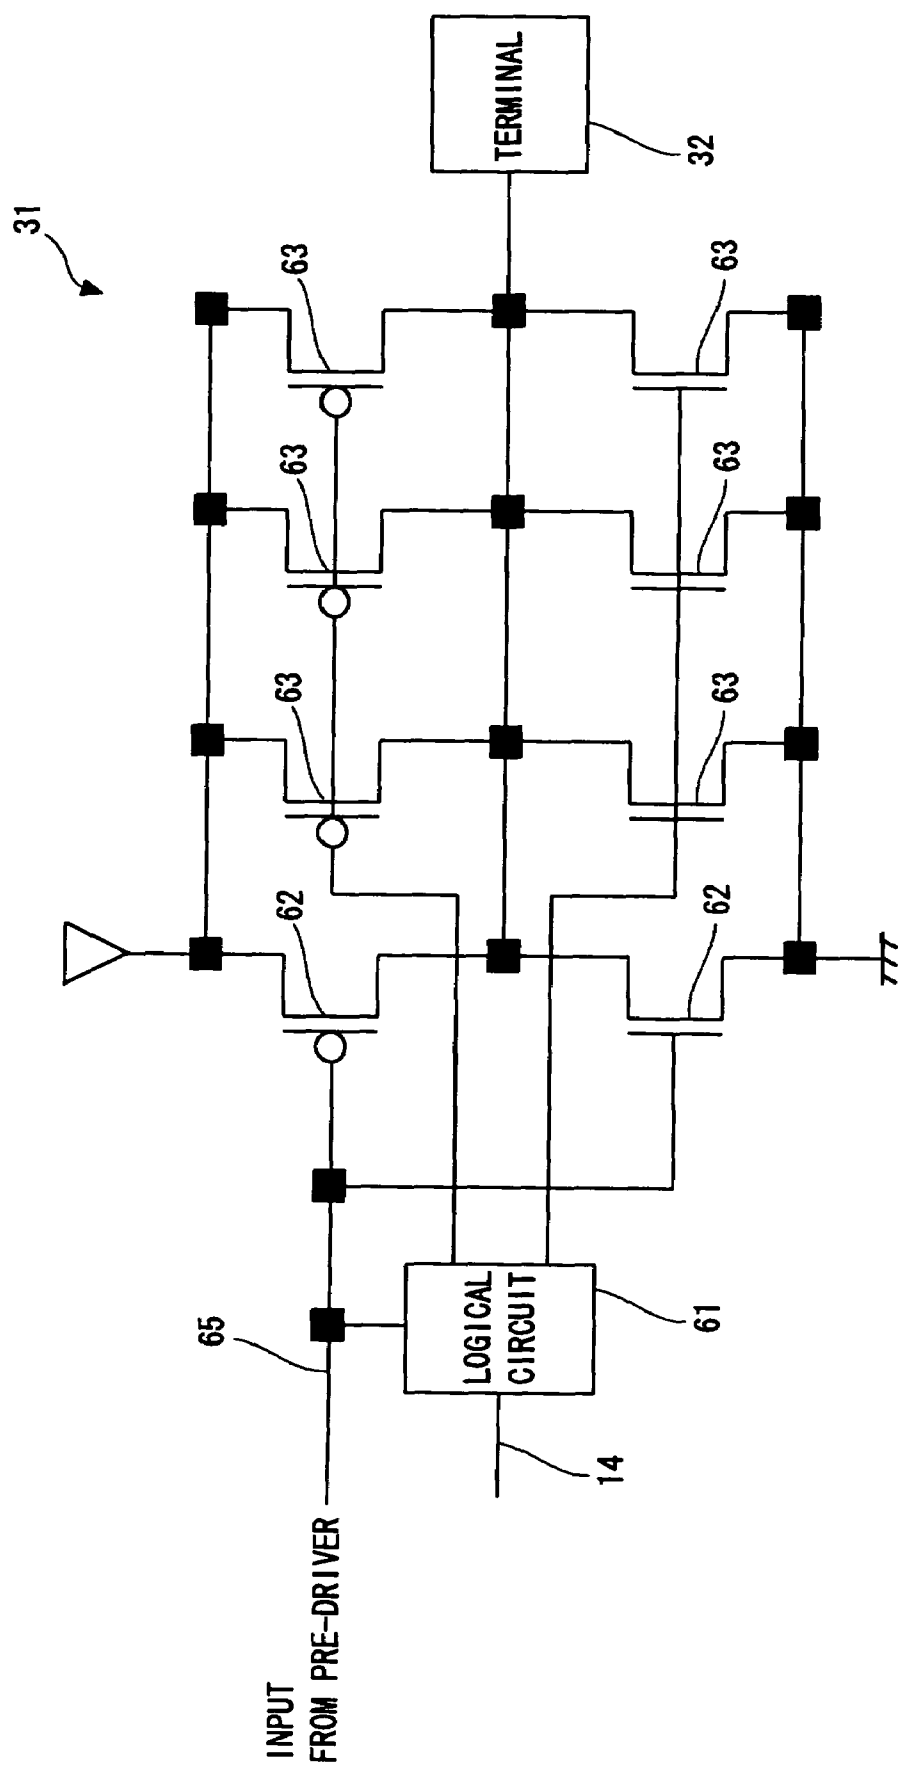 31
63
63
63
62
TERMINAL
32
63
63
63
62
65
LOGICAL
CIRCUIT
61
14
INPUT
FROM PRE-DRIVER